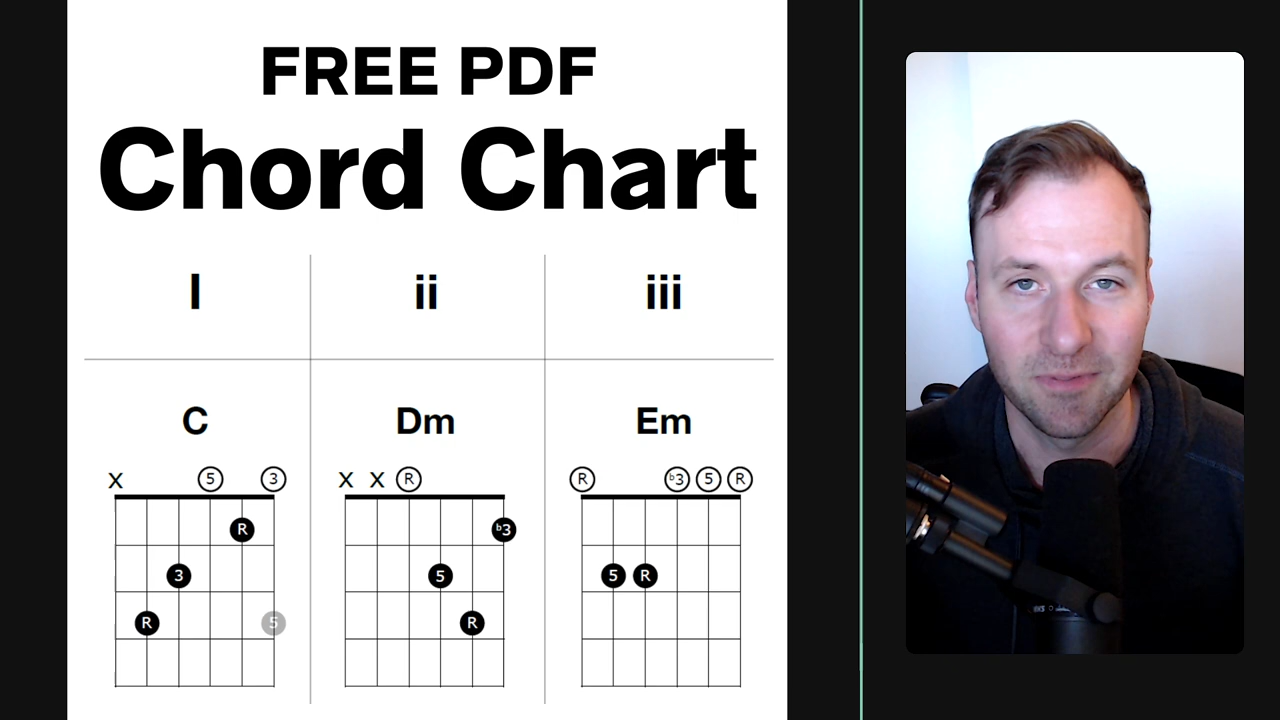 FREE PDF
Chord Chart
I ii iii
C Dm Em
X 5 3 X X R R b3 5 R
R b3
3 5 5 R
R 5 R